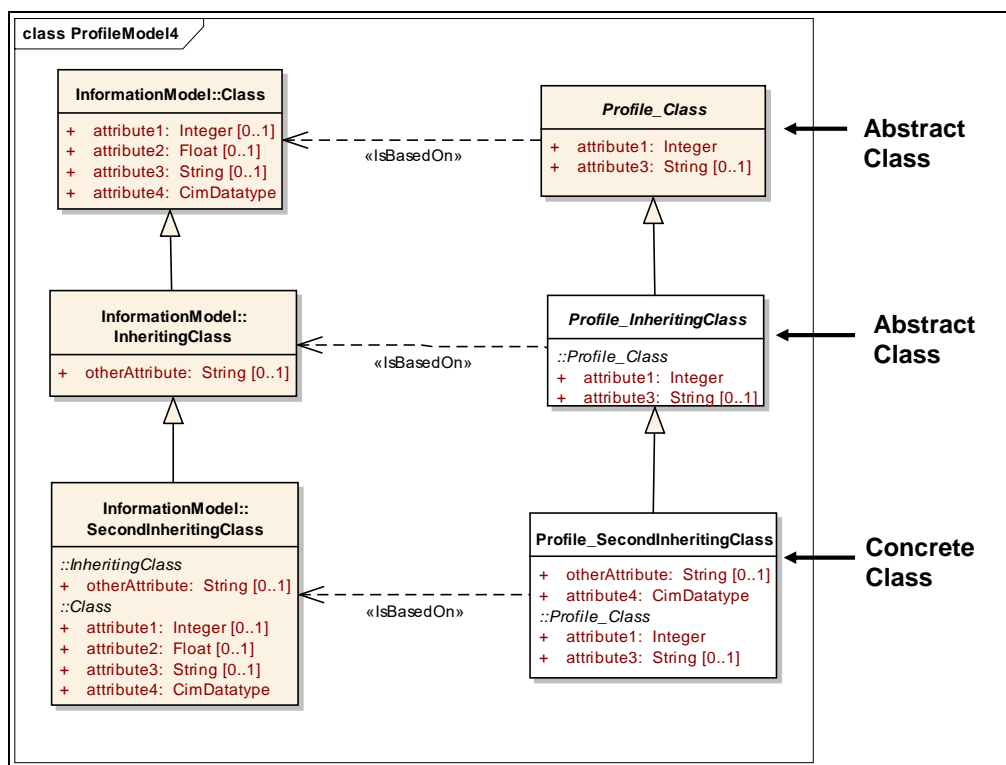 class ProfileModel4
InformationModel::Class
+ attribute1: Integer [0..1]
+ attribute2: Float [0..1]
+ attribute3: String [0..1]
+ attribute4: CimDatatype
«IsBasedOn»
Profile_Class
+ attribute1: Integer
+ attribute3: String [0..1]
Abstract
Class
InformationModel::
InheritingClass
+ otherAttribute: String [0..1]
«IsBasedOn»
Profile_InheritingClass
::Profile_Class
+ attribute1: Integer
+ attribute3: String [0..1]
Abstract
Class
InformationModel::
SecondInheritingClass
::InheritingClass
+ otherAttribute: String [0..1]
::Class
+ attribute1: Integer [0..1]
+ attribute2: Float [0..1]
+ attribute3: String [0..1]
+ attribute4: CimDatatype
«IsBasedOn»
Profile_SecondInheritingClass
+ otherAttribute: String [0..1]
+ attribute4: CimDatatype
::Profile_Class
+ attribute1: Integer
+ attribute3: String [0..1]
Concrete
Class